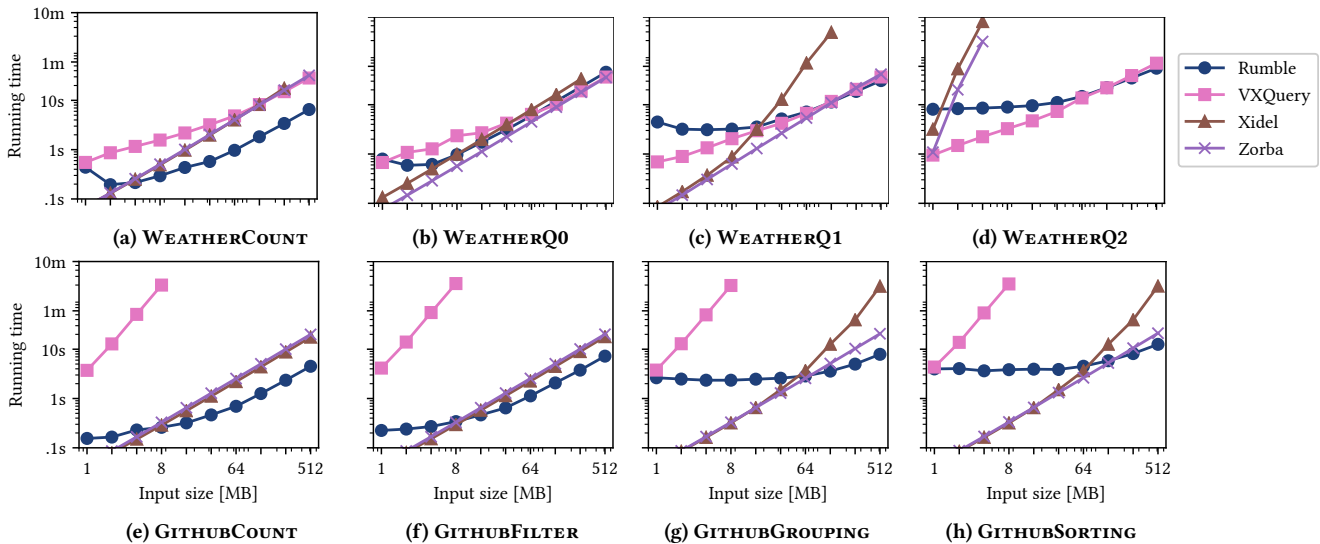 10m
1m
10s
1s
.1s
Running time
Rumble
VXQuery
Xidel
Zorba
(a) WEATHERCOUNT
(b) WEATHERQ0
(c) WEATHERQ1
(d) WEATHERQ2
10m
1m
10s
1s
.1s
Running time
1 8 64 512
1 8 64 512
1 8 64 512
1 8 64 512
Input size [MB]
Input size [MB]
Input size [MB]
Input size [MB]
(e) GITHUBCOUNT
(f) GITHUBFILTER
(g) GITHUBGROUPING
(h) GITHUBSORTING